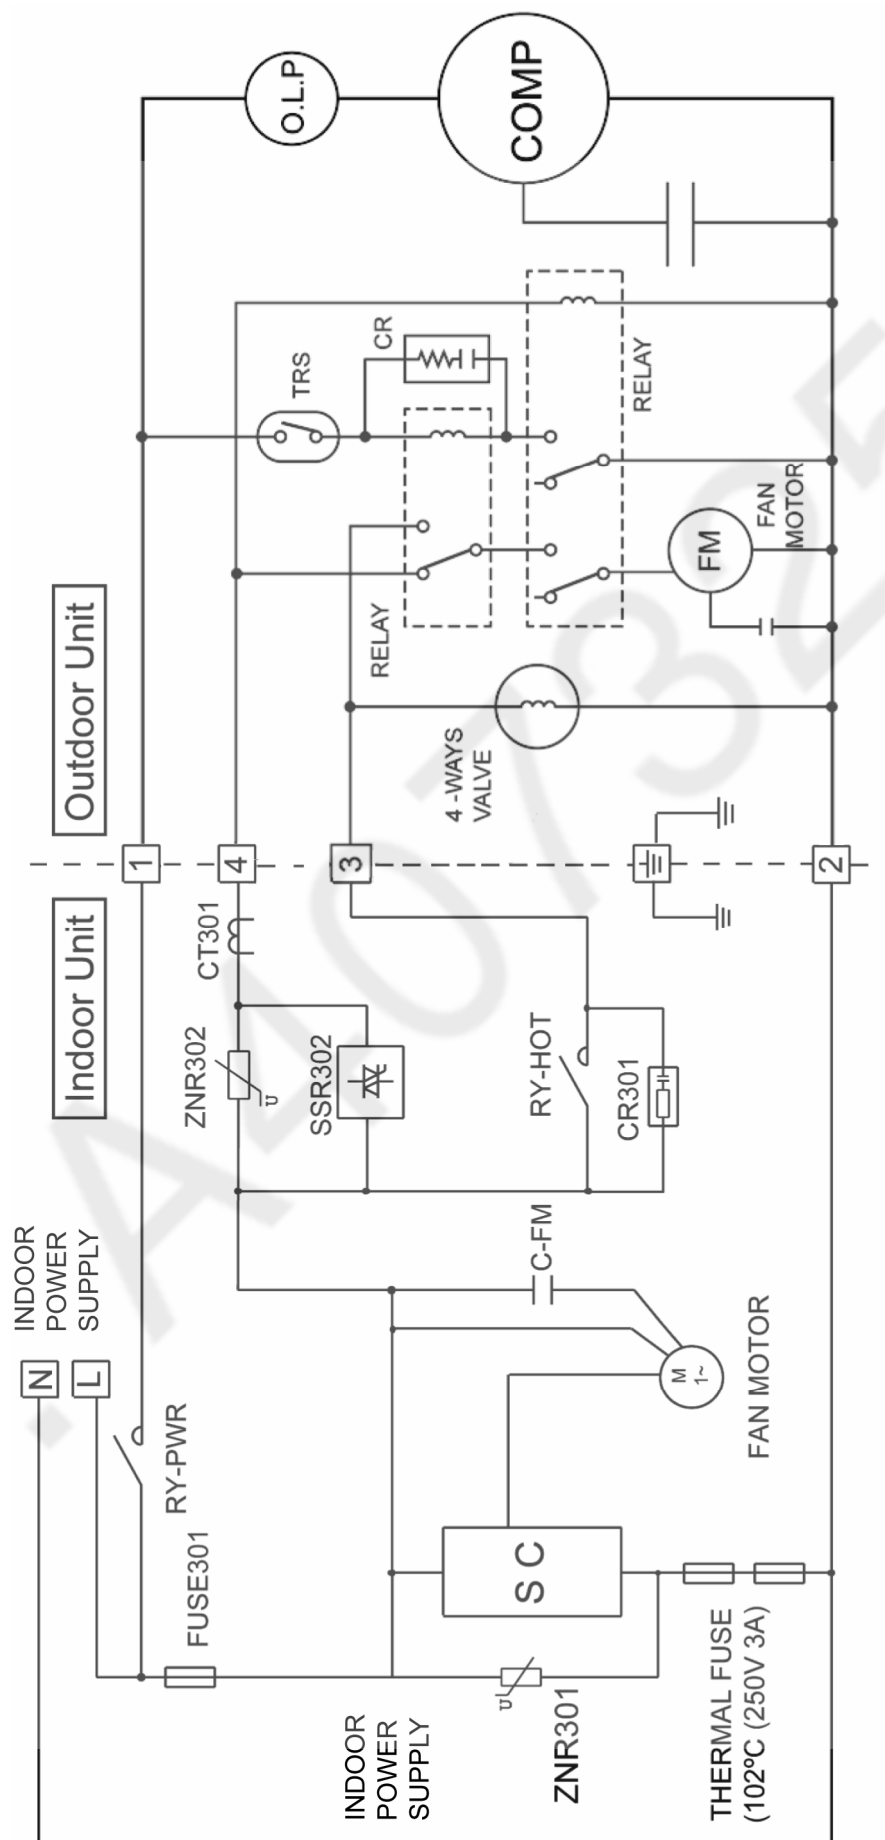 N
INDOOR
POWER
SUPPLY
L
Indoor Unit
Outdoor Unit
1
RY-PWR
FUSE301
4
CT301
ZNR302
SSR302
3
INDOOR
POWER
SUPPLY
O.L.P
TRS
CR
RELAY
4 -WAYS
VALVE
COMP
RELAY
RY-HOT
CR301
C-FM
S C
ZNR301
M
1~
FAN MOTOR
FM
FAN
MOTOR
THERMAL FUSE
(102ºC (250V 3A)
2
U
U
.A407325